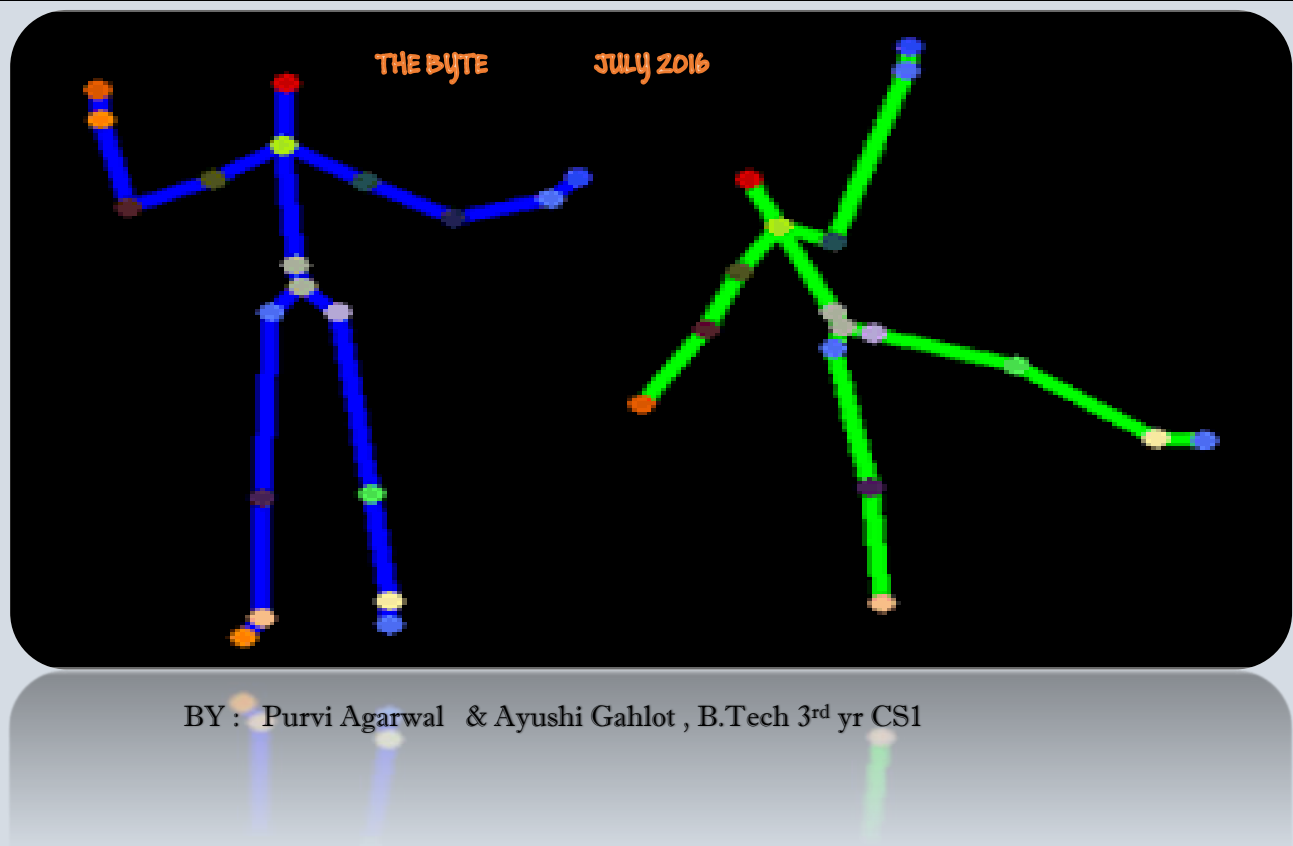 THE BYTE JULY 2016
BY : Purvi Agarwal & Ayushi Gahlot , B.Tech 3rd yr CS1